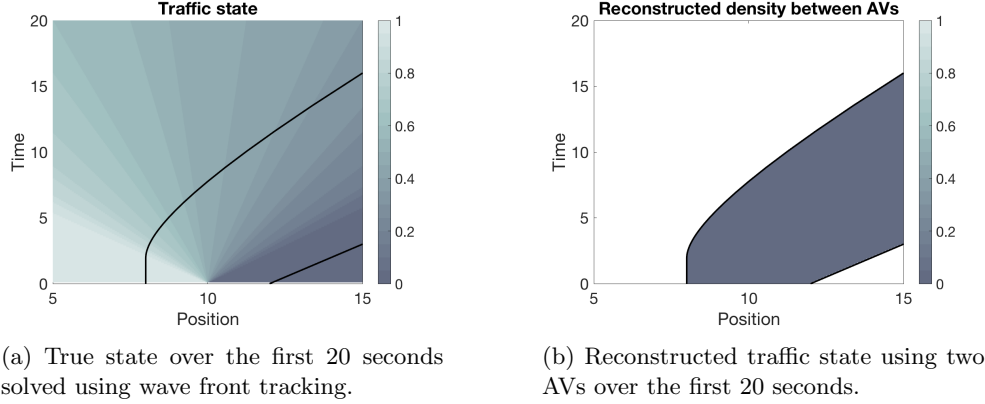 Traffic state
20
15
10
5
0
Time
5
10
15
Position
1
0.8
0.6
0.4
0.2
0
Reconstructed density between AVs
20
15
10
5
0
Time
5
10
15
Position
1
0.8
0.6
0.4
0.2
0
(a) True state over the first 20 seconds
solved using wave front tracking.
(b) Reconstructed traffic state using two
AVs over the first 20 seconds.